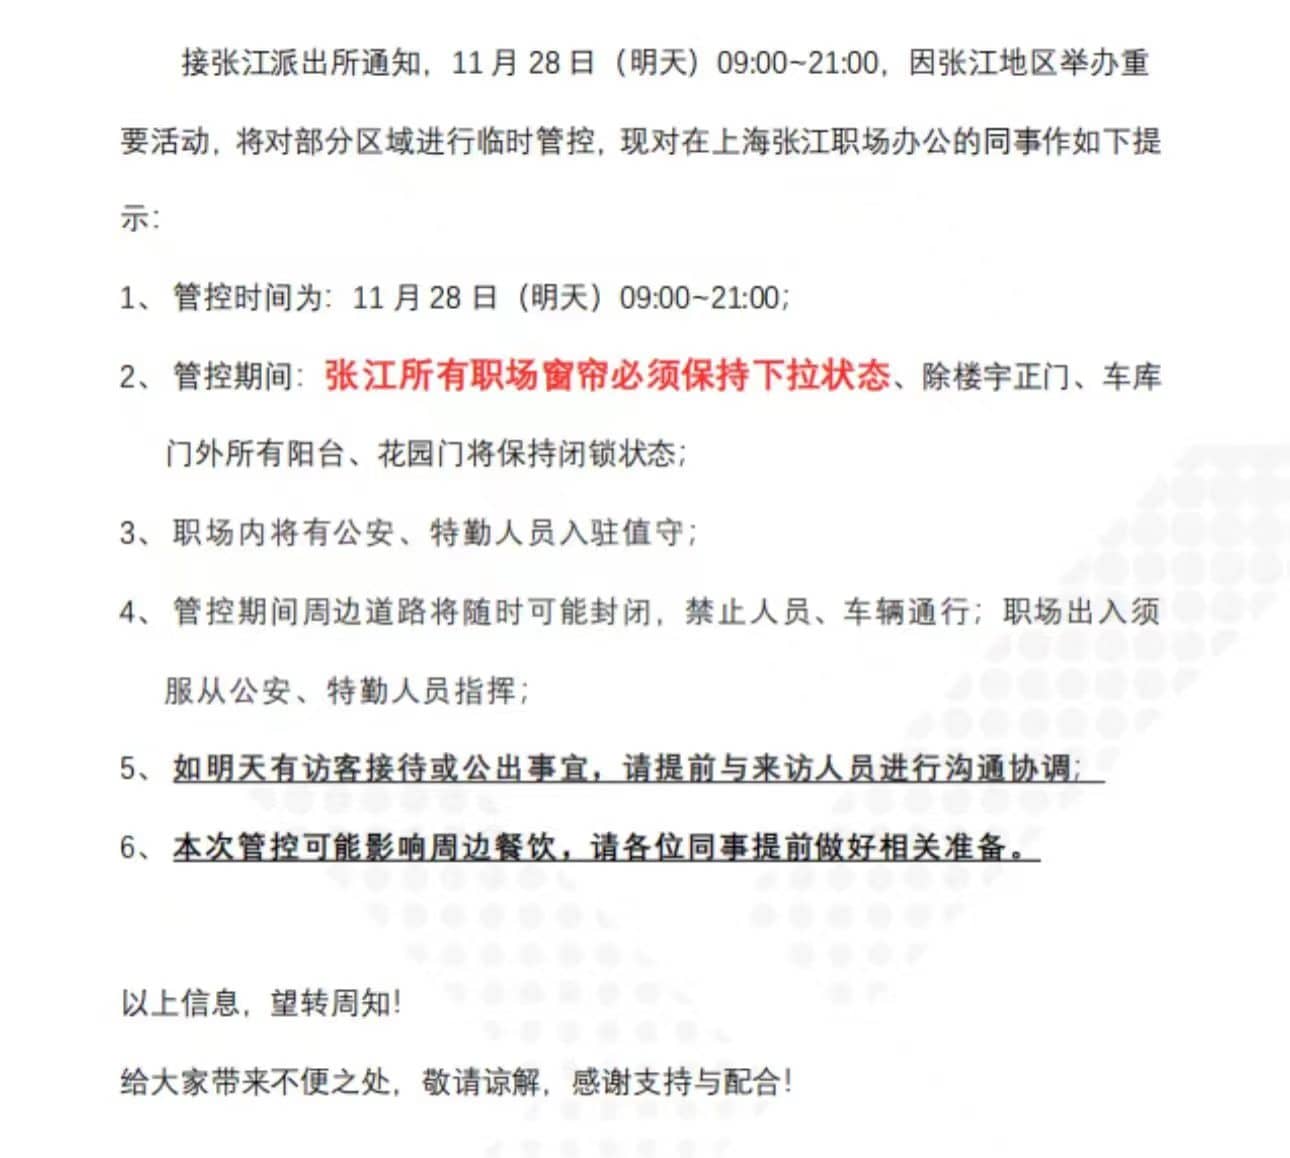 接张江派出所通知，11月28日（明天）09:00~21:00，因张江地区举办重
要活动，将对部分区域进行临时管控，现对在上海张江职场办公的同事作如下提
示：
1、管控时间为：11月28日（明天）09:00~21:00；
2、管控期间：张江所有职场窗帘必须保持下拉状态、除楼宇正门、车库
门外所有阳台、花园门将保持闭锁状态；
3、职场内将有公安、特勤人员入驻值守；
4、管控期间周边道路将随时可能封闭，禁止人员、车辆通行；职场出入须
服从公安、特勤人员指挥；
5、如明天有访客接待或公出事宜，请提前与来访人员进行沟通协调；
6、本次管控可能影响周边餐饮，请各位同事提前做好相关准备。
以上信息，望转周知！
给大家带来不便之处，敬请谅解，感谢支持与配合！